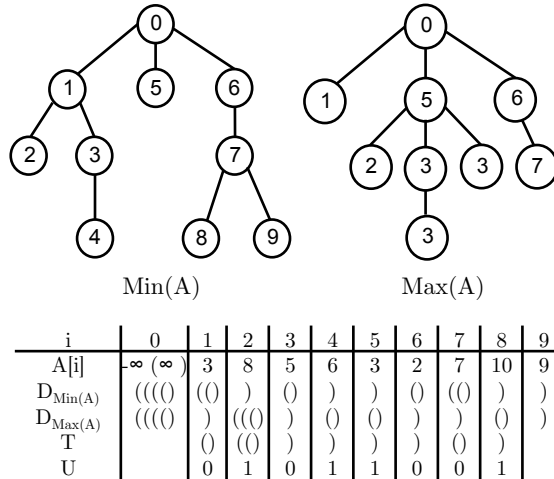 0 0
1 5 6 1 5 6
2 3 7 2 3 3 7
4 8 9 3
Min(A) Max(A)
i 0 1 2 3 4 5 6 7 8 9
A[i] -∞ (∞ ) 3 8 5 6 3 2 7 10 9
D Min(A) (((() (() ) () ) ) () (() ) )
D Max(A) (((() ) ((() ) () ) ) ) () )
T () (() ) ) ) ) () )
U 0 1 0 1 1 0 0 1